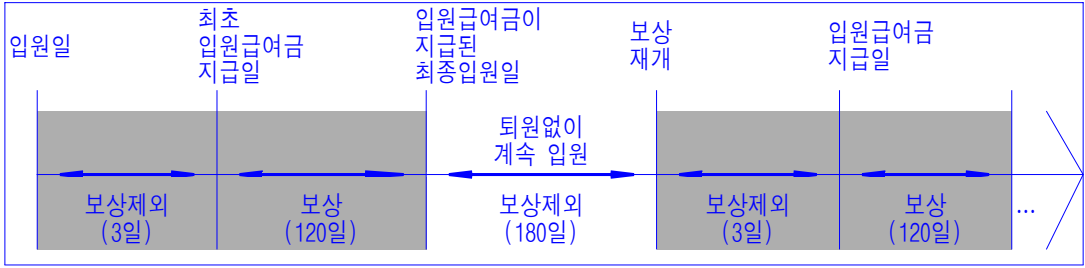 입원일
최초
입원급여금
지급일
입원급여금이
지급된
최종입원일
보상
재개
입원급여금
지급일
퇴원없이
계속 입원
보상제외
(3일)
보상
(120일)
보상제외
(180일)
보상제외
(3일)
보상
(120일)
...